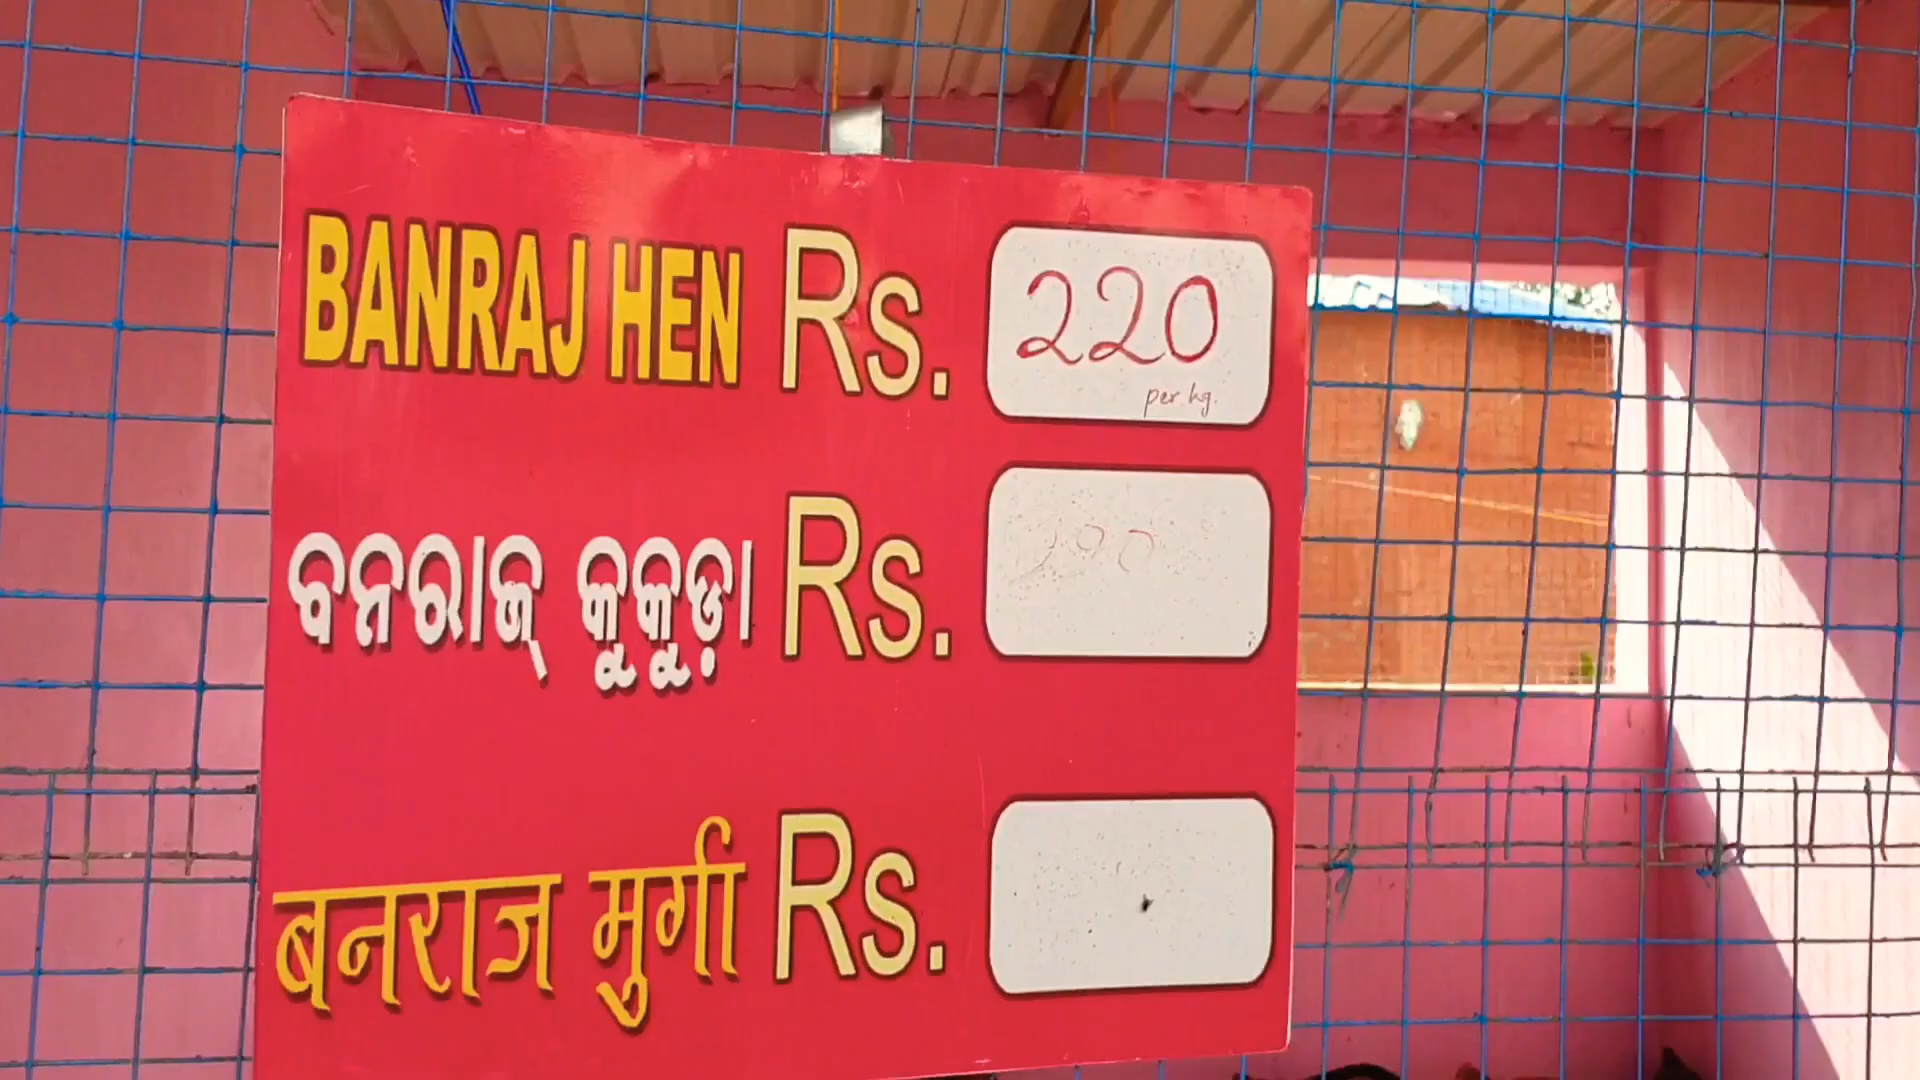 BANRAJ HEN Rs. 220
per kg.
ବନରାଜ୍ କୁକୁଡ଼ା Rs.
बनराज मुर्गी Rs.